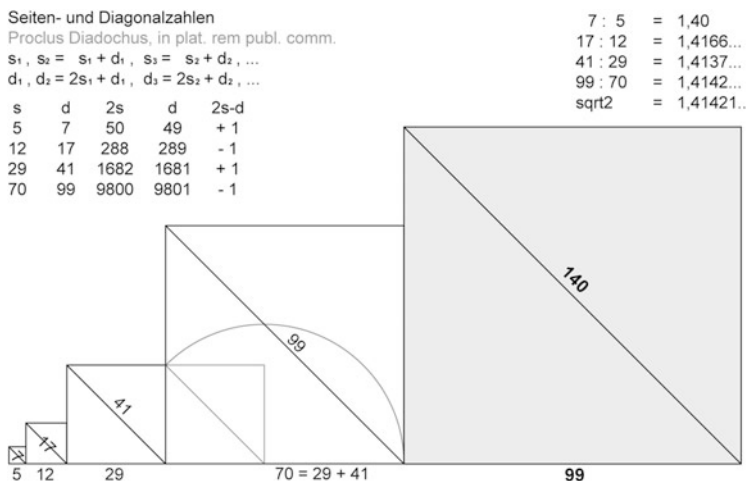 Seiten- und Diagonalzahlen
Proclus Diadochus, in plat. rem publ. comm.
s₁ , s₂ = s₁ + d₁ , s₃ = s₂ + d₂ , ...
d₁ , d₂ = 2s₁ + d₁ , d₃ = 2s₂ + d₂ , ...
s d 2s d 2s-d
5 7 50 49 + 1
12 17 288 289 - 1
29 41 1682 1681 + 1
70 99 9800 9801 - 1
7 : 5 = 1,40
17 : 12 = 1,4166...
41 : 29 = 1,4137...
99 : 70 = 1,4142...
sqrt2 = 1,41421..
7
17
41
99
140
5 12 29 70 = 29 + 41 99